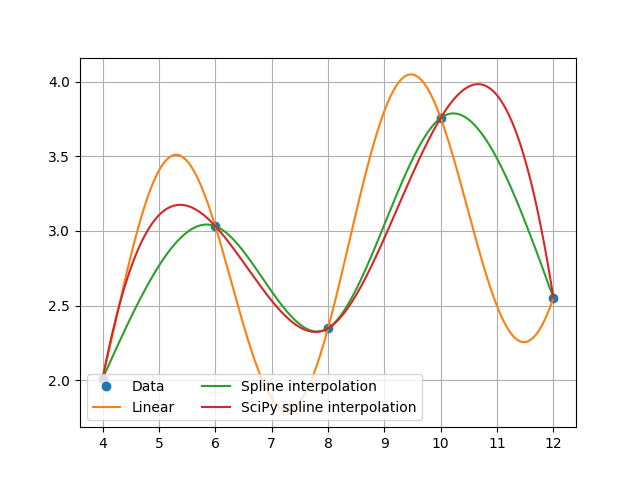 4.0
3.5
3.0
2.5
2.0
Data
Linear
Spline interpolation
SciPy spline interpolation
4 5 6 7 8 9 10 11 12